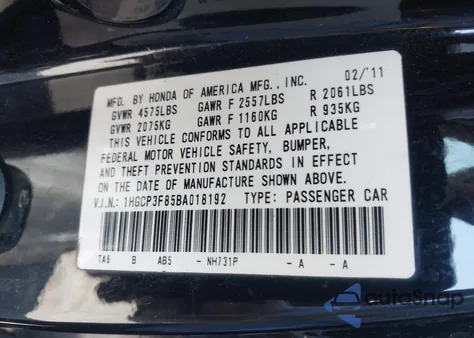 MFD. BY HONDA OF AMERICA MFG., INC. 02/'11
GVWR 4575LBS GAWR F 2557LBS R 2061LBS
GVWR 2075KG GAWR F 1160KG R 935KG
THIS VEHICLE CONFORMS TO ALL APPLICABLE
FEDERAL MOTOR VEHICLE SAFETY, BUMPER,
AND THEFT PREVENTION STANDARDS IN EFFECT
ON THE DATE OF MANUFACTURE SHOWN ABOVE.
V.I.N.: 1HGCP3F85BA018192 TYPE: PASSENGER CAR
TA6 B AB5 - NH731P - A - A
autoSnap